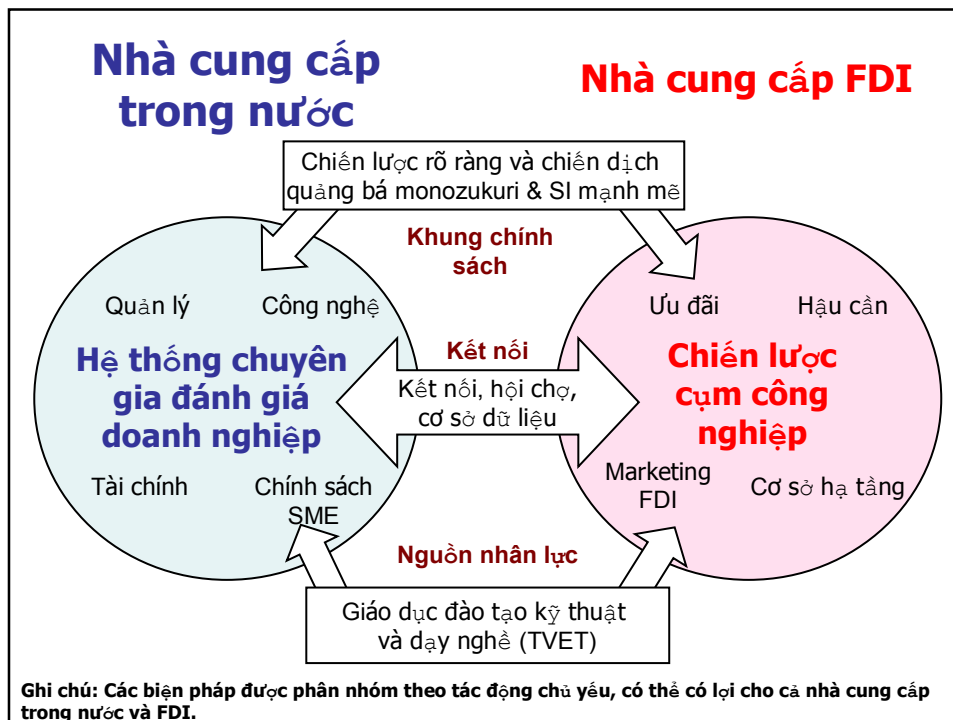 Nhà cung cấp
trong nước
Nhà cung cấp FDI
Chiến lược rõ ràng và chiến dịch
quảng bá monozukuri & SI mạnh mẽ
Khung chính
sách
Quản lý
Công nghệ
Ưu đãi
Hậu cần
Hệ thống chuyên
gia đánh giá
doanh nghiệp
Kết nối
Kết nối, hội chợ,
cơ sở dữ liệu
Chiến lược
cụm công
nghiệp
Tài chính
Chính sách
SME
Marketing
FDI
Cơ sở hạ tầng
Nguồn nhân lực
Giáo dục đào tạo kỹ thuật
và dạy nghề (TVET)
Ghi chú: Các biện pháp được phân nhóm theo tác động chủ yếu, có thể có lợi cho cả nhà cung cấp
trong nước và FDI.